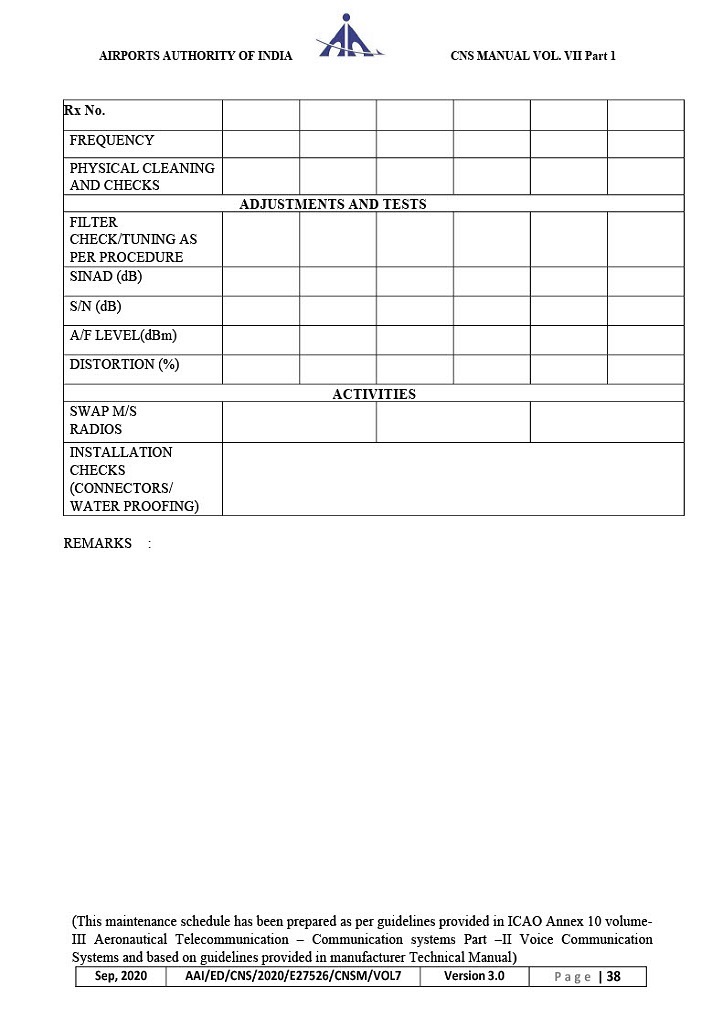 AIRPORTS AUTHORITY OF INDIA
CNS MANUAL VOL. VII Part 1
Rx No.
FREQUENCY
PHYSICAL CLEANING
AND CHECKS
ADJUSTMENTS AND TESTS
FILTER
CHECK/TUNING AS
PER PROCEDURE
SINAD (dB)
S/N (dB)
A/F LEVEL(dBm)
DISTORTION (%)
ACTIVITIES
SWAP M/S
RADIOS
INSTALLATION
CHECKS
(CONNECTORS/
WATER PROOFING)
REMARKS :
(This maintenance schedule has been prepared as per guidelines provided in ICAO Annex 10 volume-
III Aeronautical Telecommunication – Communication systems Part –II Voice Communication
Systems and based on guidelines provided in manufacturer Technical Manual)
Sep, 2020 AAI/ED/CNS/2020/E27526/CNSM/VOL7 Version 3.0 Page | 38